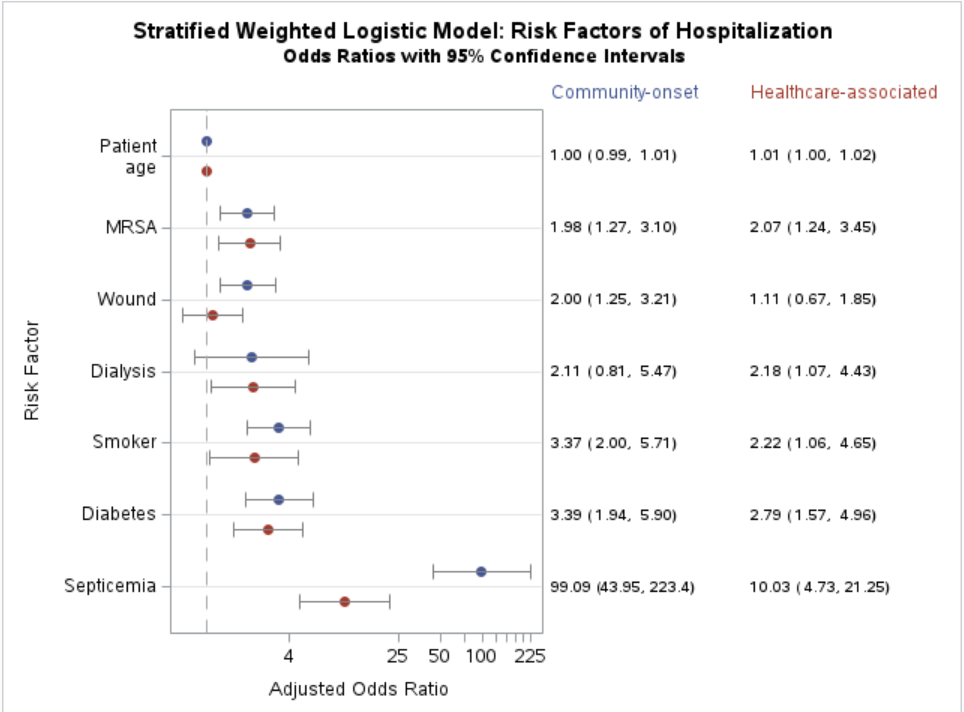 Stratified Weighted Logistic Model: Risk Factors of Hospitalization
Odds Ratios with 95% Confidence Intervals
Community-onset Healthcare-associated
Patient age 1.00 (0.99, 1.01) 1.01 (1.00, 1.02)
MRSA 1.98 (1.27, 3.10) 2.07 (1.24, 3.45)
Wound 2.00 (1.25, 3.21) 1.11 (0.67, 1.85)
Dialysis 2.11 (0.81, 5.47) 2.18 (1.07, 4.43)
Smoker 3.37 (2.00, 5.71) 2.22 (1.06, 4.65)
Diabetes 3.39 (1.94, 5.90) 2.79 (1.57, 4.96)
Septicemia 99.09 (43.95, 223.4) 10.03 (4.73, 21.25)
Risk Factor
4 25 50 100 225
Adjusted Odds Ratio